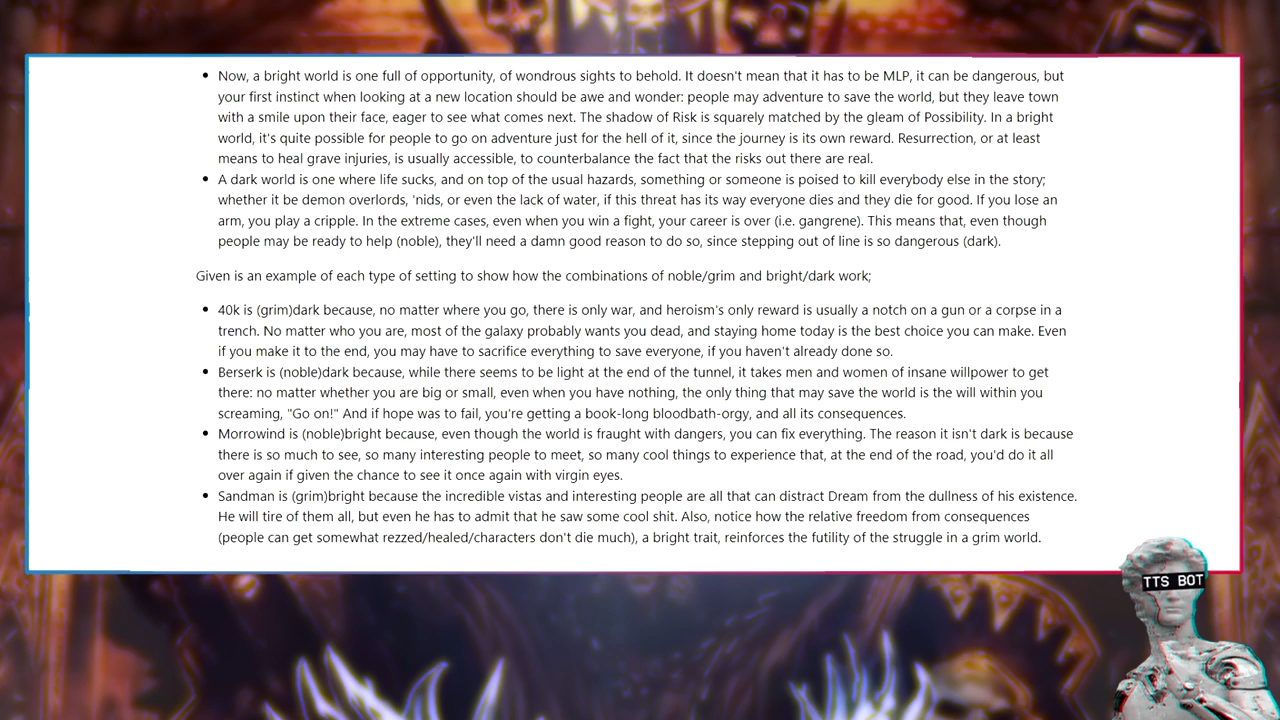 • Now, a bright world is one full of opportunity, of wondrous sights to behold. It doesn't mean that it has to be MLP, it can be dangerous, but
your first instinct when looking at a new location should be awe and wonder: people may adventure to save the world, but they leave town
with a smile upon their face, eager to see what comes next. The shadow of Risk is squarely matched by the gleam of Possibility. In a bright
world, it's quite possible for people to go on adventure just for the hell of it, since the journey is its own reward. Resurrection, or at least
means to heal grave injuries, is usually accessible, to counterbalance the fact that the risks out there are real.
• A dark world is one where life sucks, and on top of the usual hazards, something or someone is poised to kill everybody else in the story;
whether it be demon overlords, 'nids, or even the lack of water, if this threat has its way everyone dies and they die for good. If you lose an
arm, you play a cripple. In the extreme cases, even when you win a fight, your career is over (i.e. gangrene). This means that, even though
people may be ready to help (noble), they'll need a damn good reason to do so, since stepping out of line is so dangerous (dark).
Given is an example of each type of setting to show how the combinations of noble/grim and bright/dark work;
• 40k is (grim)dark because, no matter where you go, there is only war, and heroism's only reward is usually a notch on a gun or a corpse in a
trench. No matter who you are, most of the galaxy probably wants you dead, and staying home today is the best choice you can make. Even
if you make it to the end, you may have to sacrifice everything to save everyone, if you haven't already done so.
• Berserk is (noble)dark because, while there seems to be light at the end of the tunnel, it takes men and women of insane willpower to get
there: no matter whether you are big or small, even when you have nothing, the only thing that may save the world is the will within you
screaming, "Go on!" And if hope was to fail, you're getting a book-long bloodbath-orgy, and all its consequences.
• Morrowind is (noble)bright because, even though the world is fraught with dangers, you can fix everything. The reason it isn't dark is because
there is so much to see, so many interesting people to meet, so many cool things to experience that, at the end of the road, you'd do it all
over again if given the chance to see it once again with virgin eyes.
• Sandman is (grim)bright because the incredible vistas and interesting people are all that can distract Dream from the dullness of his existence.
He will tire of them all, but even he has to admit that he saw some cool shit. Also, notice how the relative freedom from consequences
(people can get somewhat rezzed/healed/characters don't die much), a bright trait, reinforces the futility of the struggle in a grim world.
TTS BOT